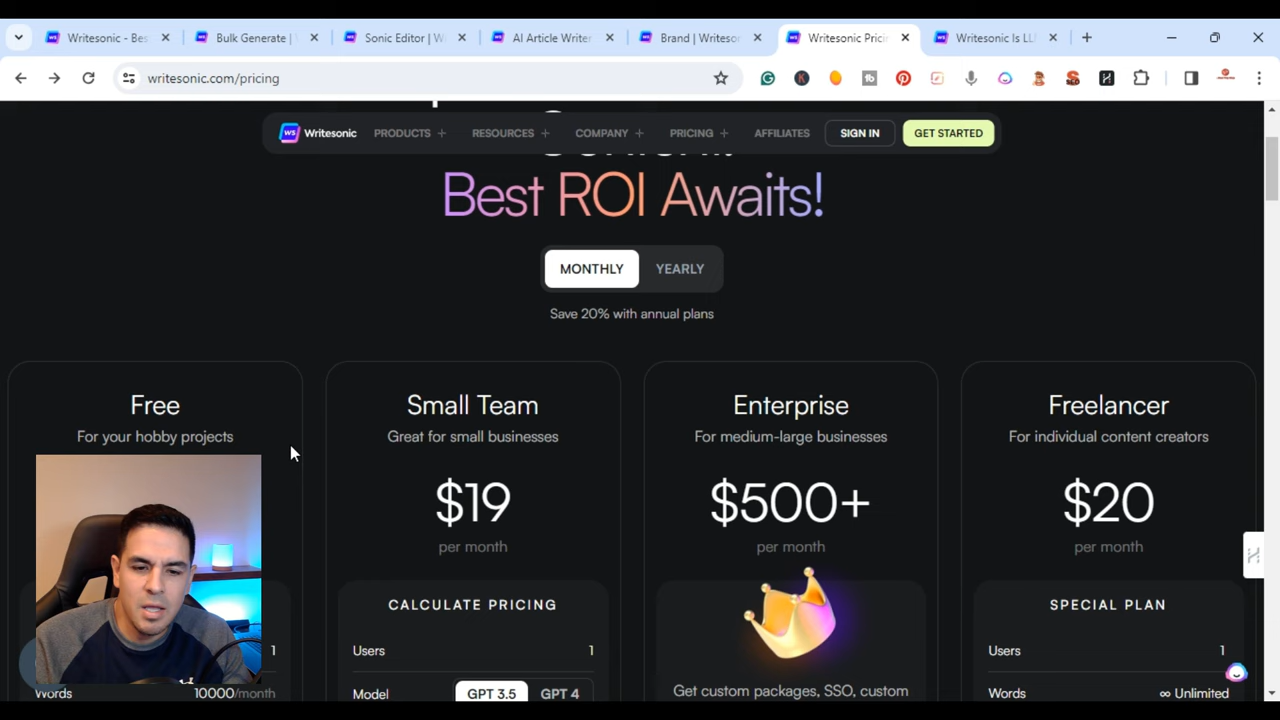 Writesonic - Bes
Bulk Generate |
Sonic Editor | W
AI Article Writer
Brand | Writeso
Writesonic Prici
Writesonic Is LL
writesonic.com/pricing
WS Writesonic
PRODUCTS +
RESOURCES +
COMPANY +
PRICING +
AFFILIATES
SIGN IN
GET STARTED
Best ROI Awaits!
MONTHLY
YEARLY
Save 20% with annual plans
Free
For your hobby projects
1
Words 10000/month
Small Team
Great for small businesses
$19
per month
CALCULATE PRICING
Users 1
Model GPT 3.5 GPT 4
Enterprise
For medium-large businesses
$500+
per month
Get custom packages, SSO, custom
Freelancer
For individual content creators
$20
per month
SPECIAL PLAN
Users 1
Words ∞ Unlimited